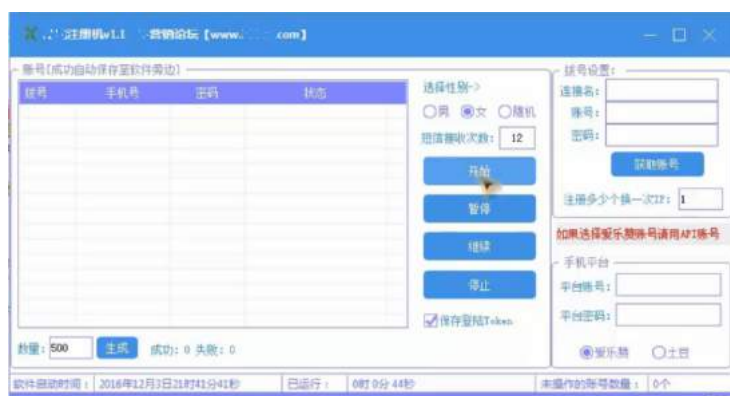 注册机v1.1 营销论坛【www. com】
账号[成功自动保存至软件旁边]
拨号 手机号 密码 状态
选择性别->
男 女 随机
短信接收次数: 12
开始
暂停
继续
停止
保存登陆Token
数量: 500 生成 成功: 0 失败: 0
拨号设置:
连接名:
账号:
密码:
获取账号
注册多少个换一次IP: 1
如果选择爱乐赞账号请用API账号
手机平台
平台账号:
平台密码:
爱乐赞
软件启动时间: 2016年12月3日21时41分41秒 已运行: 0时0分44秒 未操作的账号数量: 0个